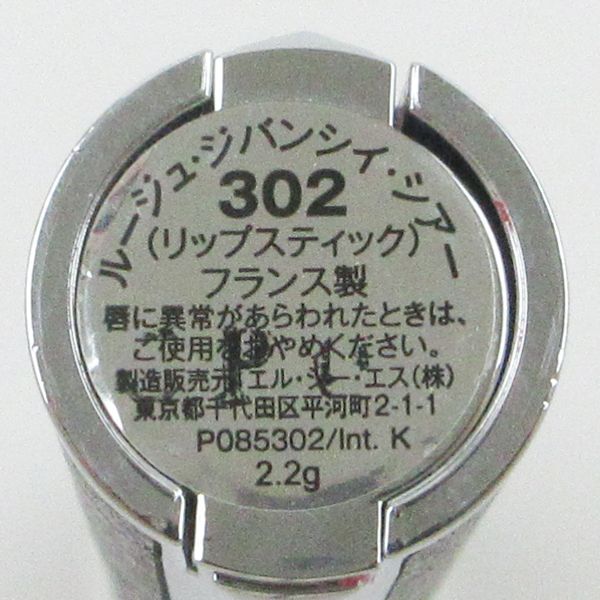 ルージュ・ジバンシィ・シアー
302
(リップスティック)
フランス製
唇に異常があらわれたときは、
ご使用をおやめください。
製造販売元 エル・シー・エス(株)
東京都千代田区平河町2-1-1
P085302/Int. K
2.2g